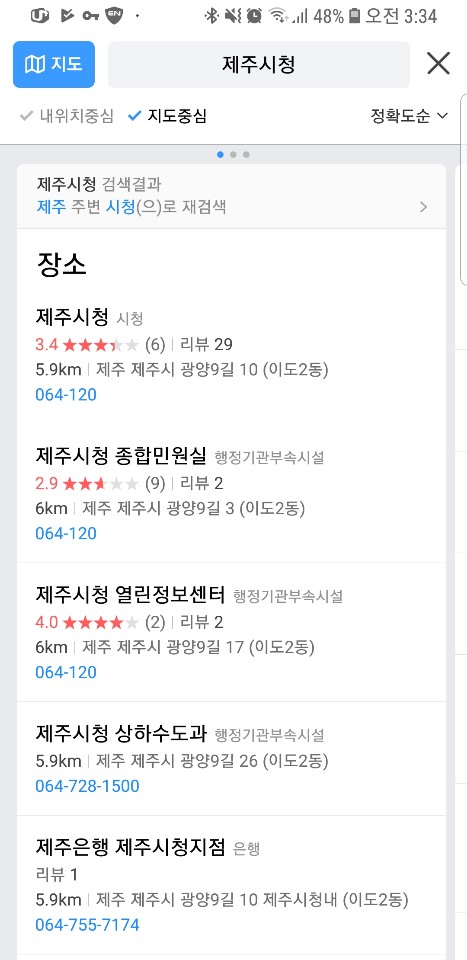 48% 오전 3:34
지도 제주시청
내위치중심 지도중심 정확도순
제주시청 검색결과
제주 주변 시청(으)로 재검색
장소
제주시청 시청
3.4 (6) 리뷰 29
5.9km 제주 제주시 광양9길 10 (이도2동)
064-120
제주시청 종합민원실 행정기관부속시설
2.9 (9) 리뷰 2
6km 제주 제주시 광양9길 3 (이도2동)
064-120
제주시청 열린정보센터 행정기관부속시설
4.0 (2) 리뷰 2
6km 제주 제주시 광양9길 17 (이도2동)
064-120
제주시청 상하수도과 행정기관부속시설
5.9km 제주 제주시 광양9길 26 (이도2동)
064-728-1500
제주은행 제주시청지점 은행
리뷰 1
5.9km 제주 제주시 광양9길 10 제주시청내 (이도2동)
064-755-7174